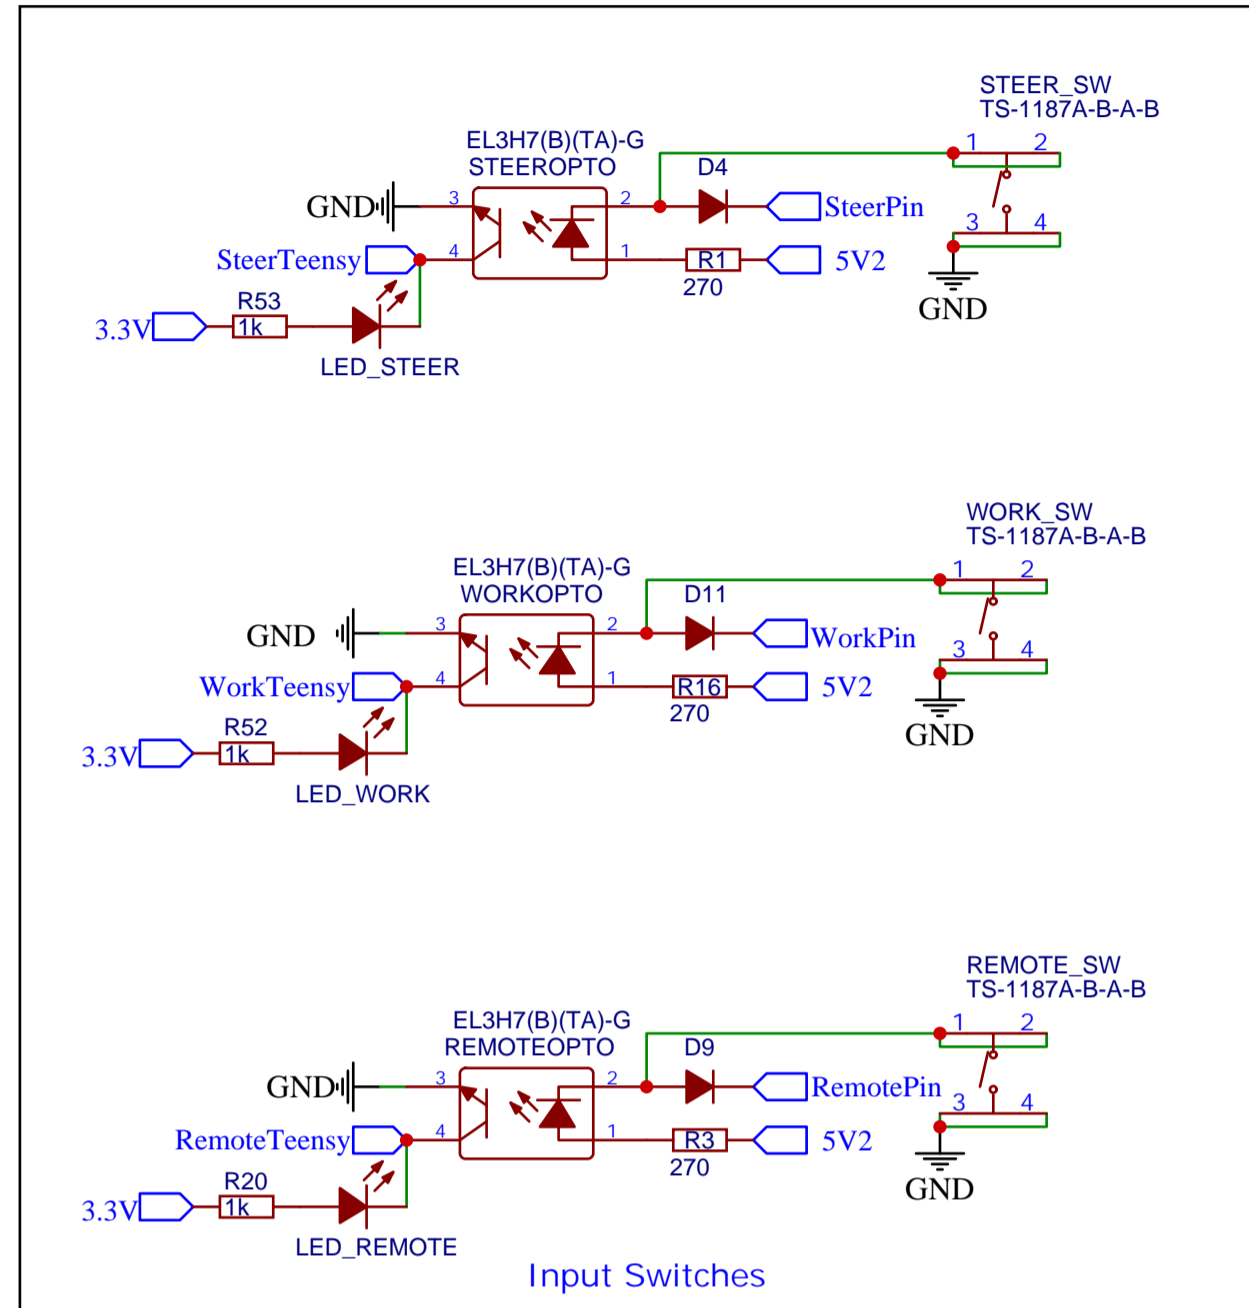 STEER_SW
TS-1187A-B-A-B
1 2
EL3H7(B)(TA)-G
STEEROPTO
D4
GND
3
2
SteerPin
3 4
SteerTeensy
4
1
R1
5V2
270
GND
R53
3.3V
1k
LED_STEER
WORK_SW
TS-1187A-B-A-B
1 2
EL3H7(B)(TA)-G
WORKOPTO
D11
GND
3
2
WorkPin
3 4
WorkTeensy
4
1
R16
5V2
270
GND
R52
3.3V
1k
LED_WORK
REMOTE_SW
TS-1187A-B-A-B
1 2
EL3H7(B)(TA)-G
REMOTEOPTO
D9
GND
3
2
RemotePin
3 4
RemoteTeensy
4
1
R3
5V2
270
GND
R20
3.3V
1k
LED_REMOTE
Input Switches